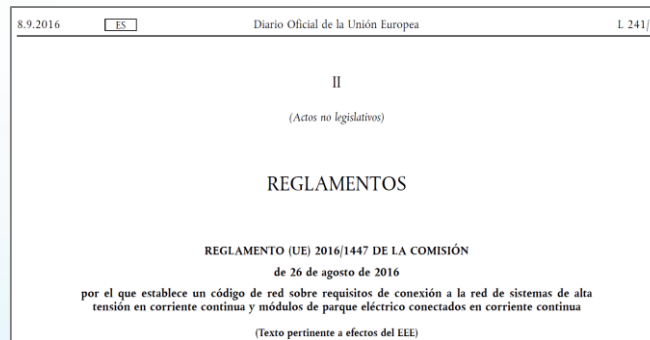 8.9.2016 ES Diario Oficial de la Unión Europea L 241/
II
(Actos no legislativos)
REGLAMENTOS
REGLAMENTO (UE) 2016/1447 DE LA COMISIÓN
de 26 de agosto de 2016
por el que establece un código de red sobre requisitos de conexión a la red de sistemas de alta
tensión en corriente continua y módulos de parque eléctrico conectados en corriente continua
(Texto pertinente a efectos del EEE)